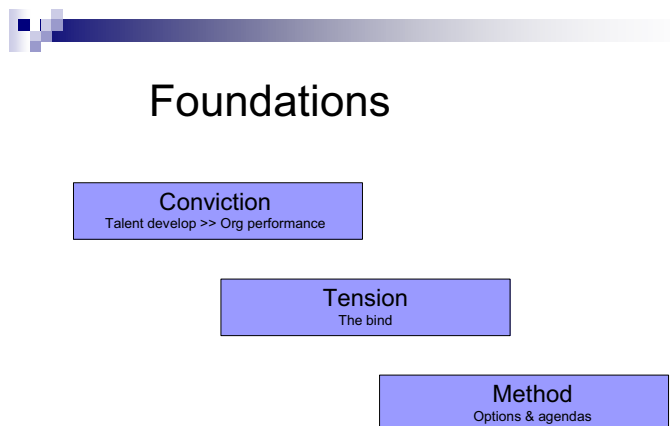 Foundations
Conviction
Talent develop >> Org performance
Tension
The bind
Method
Options & agendas